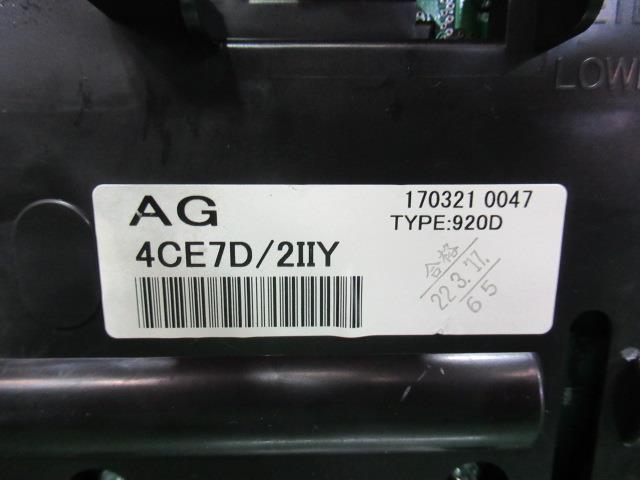 LOW
AG
170321 0047
TYPE:920D
4CE7D/2IIY
合格
22.3.17.
65